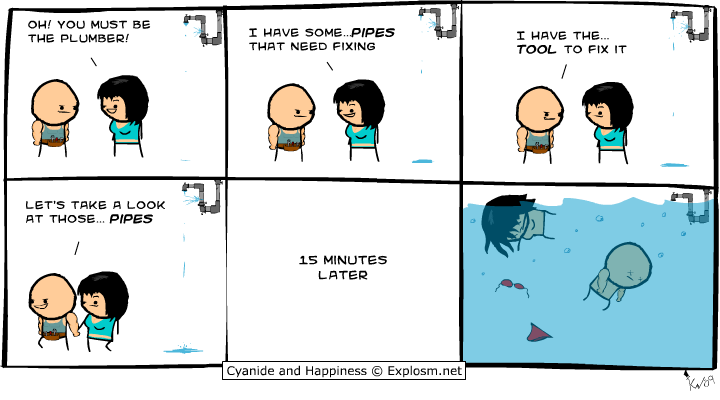 OH! YOU MUST BE
THE PLUMBER!
I HAVE SOME...PIPES
THAT NEED FIXING
I HAVE THE...
TOOL TO FIX IT
LET'S TAKE A LOOK
AT THOSE... PIPES
15 MINUTES
LATER
Cyanide and Happiness © Explosm.net